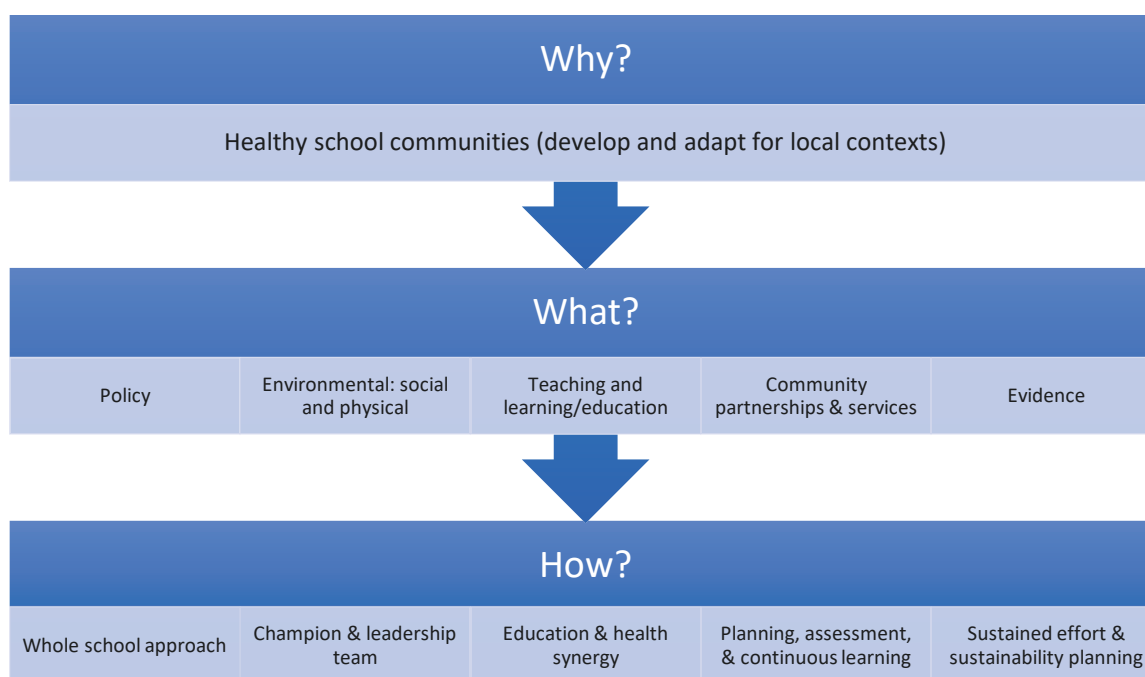 Why?
Healthy school communities (develop and adapt for local contexts)
What?
Policy
Environmental: social
and physical
Teaching and
learning/education
Community
partnerships & services
Evidence
How?
Whole school approach
Champion & leadership
team
Education & health
synergy
Planning, assessment,
& continuous learning
Sustained effort &
sustainability planning